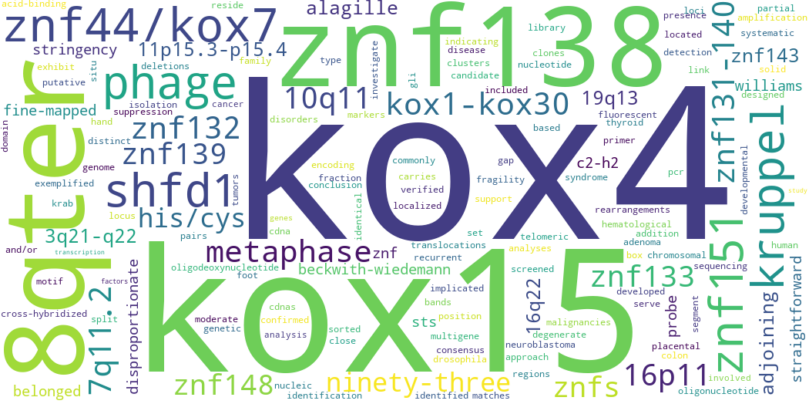 acid-binding
reside
znf44/kox7
alagille
library
presence
loci
partial
amplification
indicating
located
detection
systematic
stringency
11p15.3-p15.4
znf138
disease
clones
nucleotide
znf131-140
znf143
deletions
family
type
clusters
candidate
link
solid
putative
exhibit
situ
investigate
gli
phage
10q11
kox1-kox30
19q13
williams
fine-mapped
isolation
cancer
markers
included
fluorescent
designed
suppression
disorders
based
thyroid
domain
hand
distinct
znf132
encoding
commonly
gap
primer
genome
znf139
fraction
carries
c2-h2
pcr
developmental
exemplified
tumors
conclusion
verified
fragility
syndrome
krab
shfd1
kox4
localized
support
rearrangements
kruppel
locus
his/cys
genes
identical
set
hematological
study
3q21-q22
pairs
cdna
telomeric
addition
human
and/or
metaphase
znf
translocations
analyses
adenoma
chromosomal
transcription
8qter
oligodeoxynucleotide
beckwith-wiedemann
recurrent
box
sequencing
factors
motif
foot
kox15
screened
znf133
znf151
7q11.2
disproportionate
cdnas
implicated
16q22
developed
adjoining
straightforward
cross-hybridized
moderate
confirmed
sts
bands
malignancies
serve
probe
segment
split
genetic
analysis
sorted
multigene
position
neuroblastoma
degenerate
placental
close
consensus
drosophila
approach
16p11
colon
belonged
znf148
nucleic
ninety-three
regions
znfs
involved
identification
identified
matches
oligonucleotide